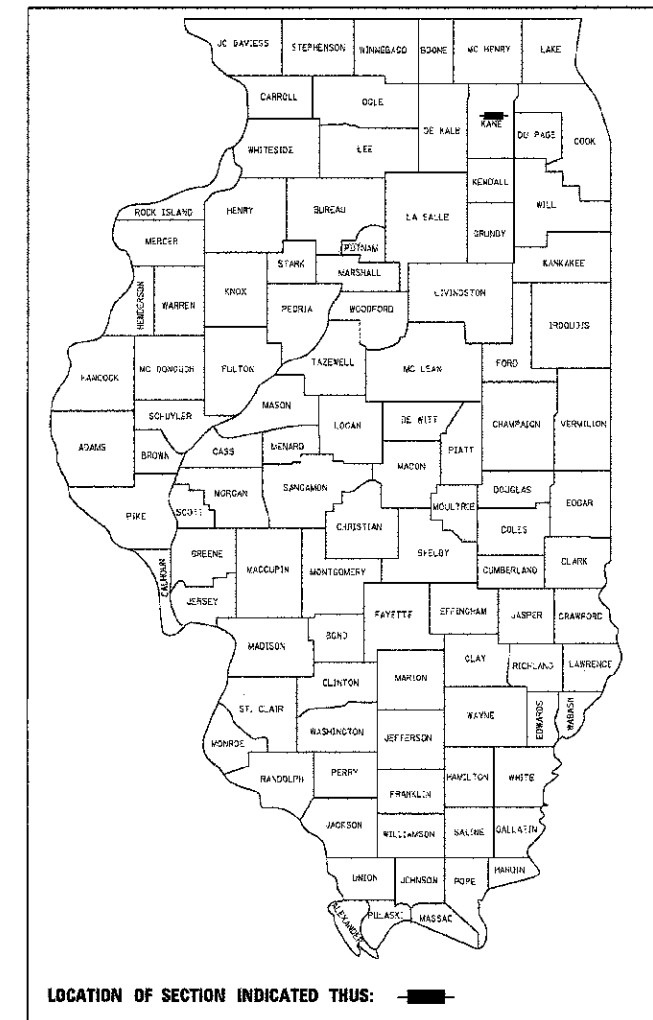 JO DAVIESS STEPHENSON WINNEBAGO BOONE MC HENRY LAKE
CARROLL OGLE DE KALB KANE DU PAGE COOK
WHITESIDE LEE
KENDALL
ROCK ISLAND HENRY BUREAU LA SALLE GRUNDY WILL
MERCER PUTNAM
STARK MARSHALL KANKAKEE
HENDERSON WARREN KNOX PEORIA WOODFORD LIVINGSTON IROQUOIS
HANCOCK MC DONOUGH FULTON TAZEWELL MC LEAN FORD
MASON
SCHUYLER LOGAN DE WITT CHAMPAIGN VERMILION
ADAMS BROWN CASS MENARD PIATT
MACON
PIKE SCOTT MORGAN SANGAMON MOULTRIE DOUGLAS EDGAR
CHRISTIAN COLES
CALHOUN GREENE MACOUPIN MONTGOMERY SHELBY CUMBERLAND CLARK
JERSEY FAYETTE EFFINGHAM JASPER CRAWFORD
MADISON BOND
CLAY RICHLAND LAWRENCE
CLINTON MARION
ST. CLAIR WAYNE EDWARDS WABASH
WASHINGTON JEFFERSON
MONROE
RANDOLPH PERRY HAMILTON WHITE
FRANKLIN
JACKSON WILLIAMSON SALINE GALLATIN
UNION JOHNSON POPE HARDIN
ALEXANDER PULASKI MASSAC
LOCATION OF SECTION INDICATED THUS: